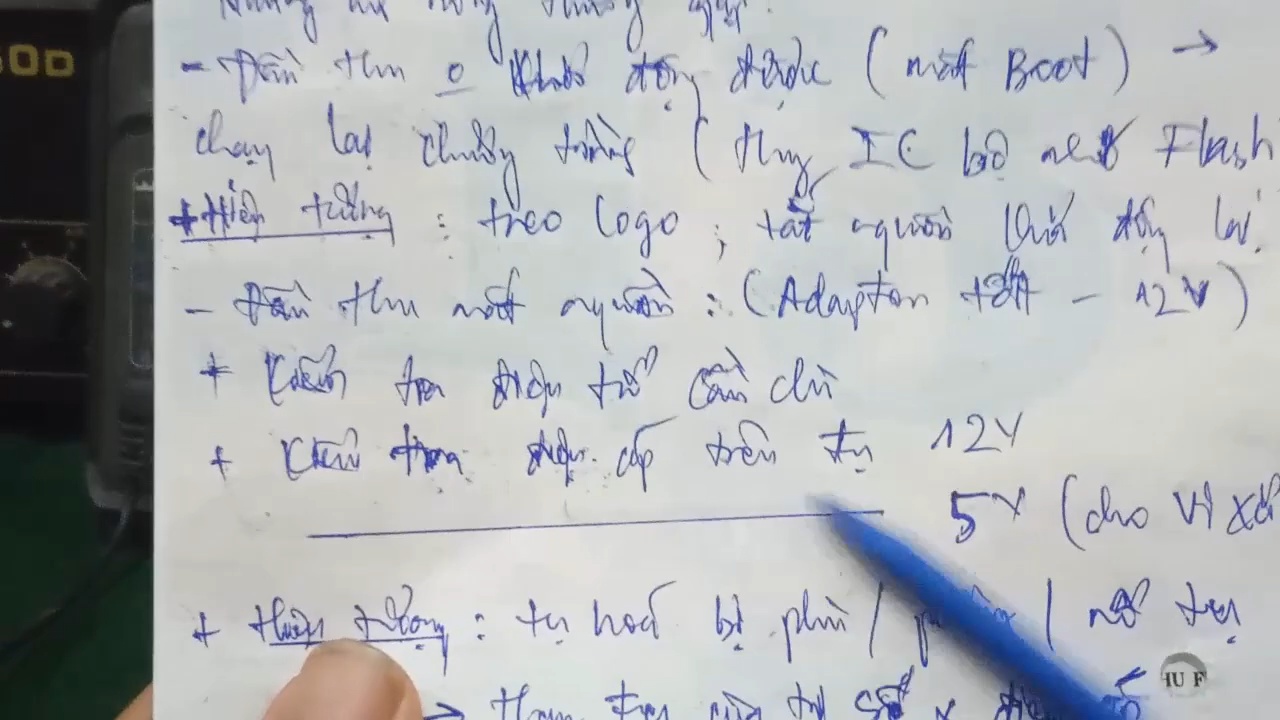 - Đầu thu o khởi động được (mất Boot) →
chạy lại chương trình (thay IC bộ nhớ Flash
+ Hiện tượng : treo logo ; tắt nguồn khởi động lại
- Đầu thu mất nguồn : (Adapter tốt - 12V)
+ Kiểm tra điện trở cầu chì
+ Kiểm tra điện áp trên tụ 12V
5V (cho vi xử
+ Hiện tượng : tụ hoá bị phù / / nổ tụ
HU F